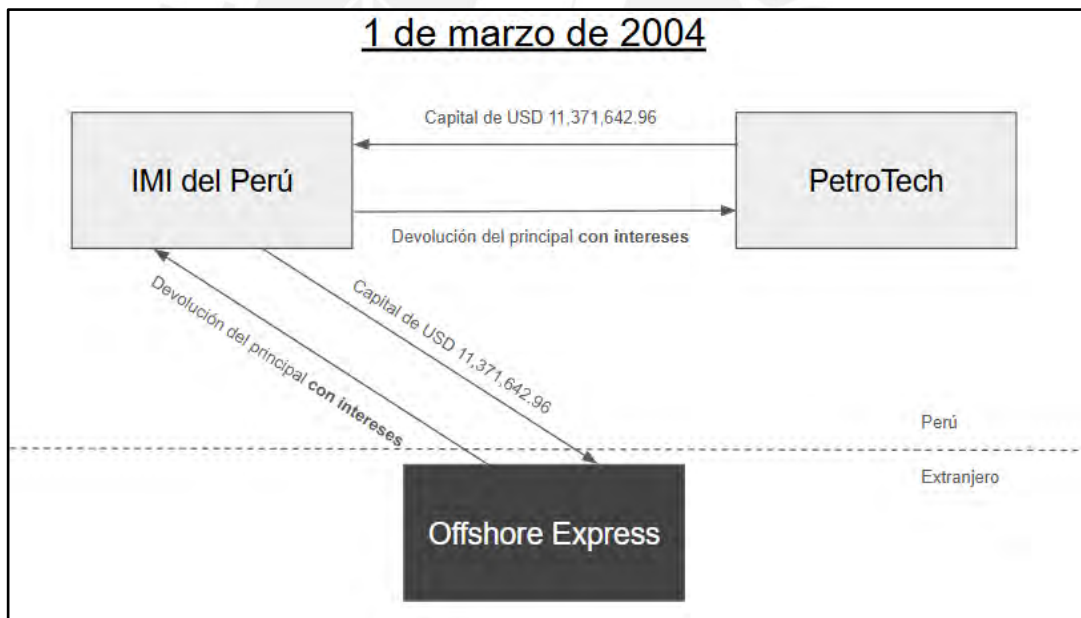 1 de marzo de 2004
Capital de USD 11,371,642.96
IMI del Perú
PetroTech
Devolución del principal con intereses
Capital de USD 11,371,642.96
Devolución del principal con intereses
Perú
Extranjero
Offshore Express